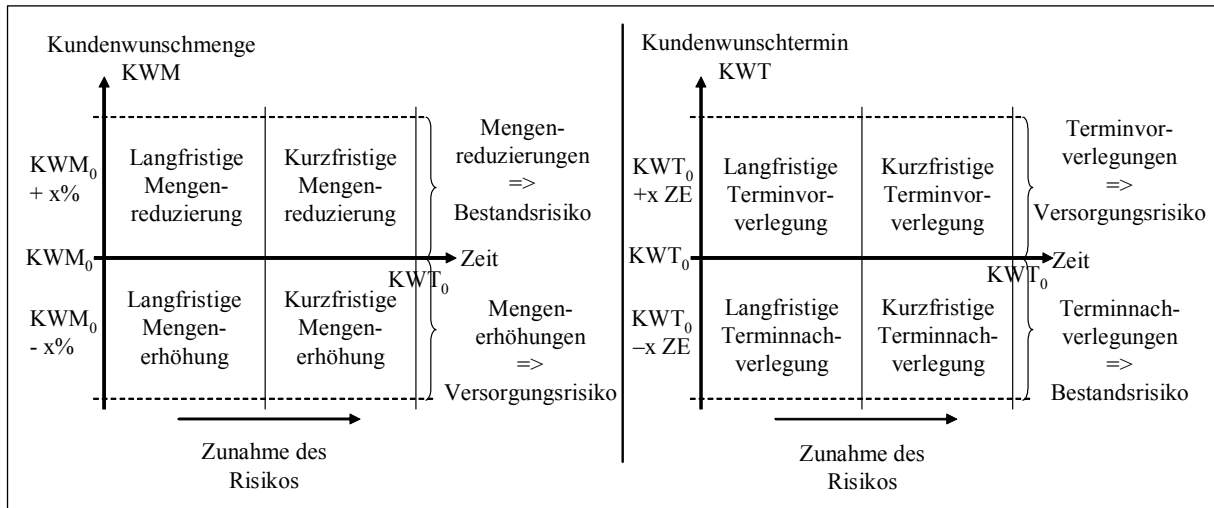 Kundenwunschmenge
KWM
KWM₀
+ x%
Langfristige
Mengen-
reduzierung
Kurzfristige
Mengen-
reduzierung
Mengen-
reduzierungen
=>
Bestandsrisiko
KWM₀
Zeit
KWT₀
KWM₀
- x%
Langfristige
Mengen-
erhöhung
Kurzfristige
Mengen-
erhöhung
Mengen-
erhöhungen
=>
Versorgungsrisiko
Zunahme des
Risikos
Kundenwunschtermin
KWT
KWT₀
+x ZE
Langfristige
Terminvor-
verlegung
Kurzfristige
Terminvor-
verlegung
Terminvor-
verlegungen
=>
Versorgungsrisiko
KWT₀
Zeit
KWT₀
KWT₀
–x ZE
Langfristige
Terminnach-
verlegung
Kurzfristige
Terminnach-
verlegung
Terminnach-
verlegungen
=>
Bestandsrisiko
Zunahme des
Risikos